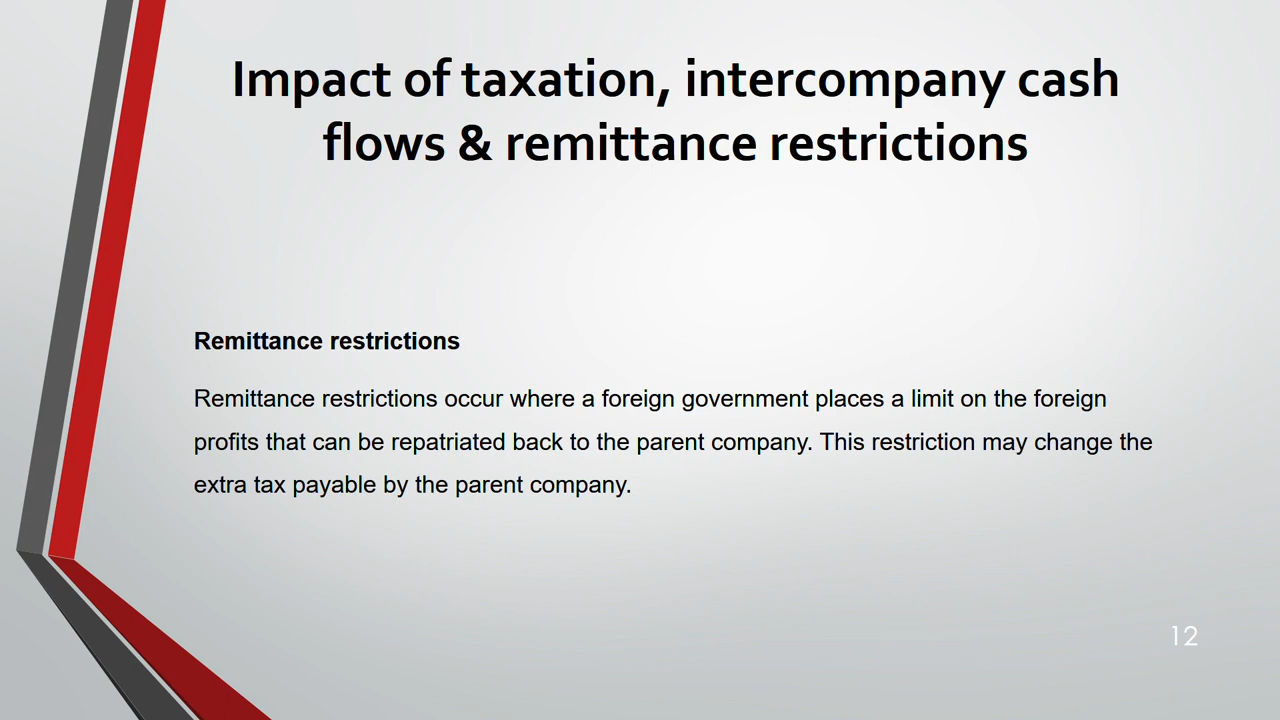 Impact of taxation, intercompany cash
flows & remittance restrictions
Remittance restrictions
Remittance restrictions occur where a foreign government places a limit on the foreign
profits that can be repatriated back to the parent company. This restriction may change the
extra tax payable by the parent company.
12